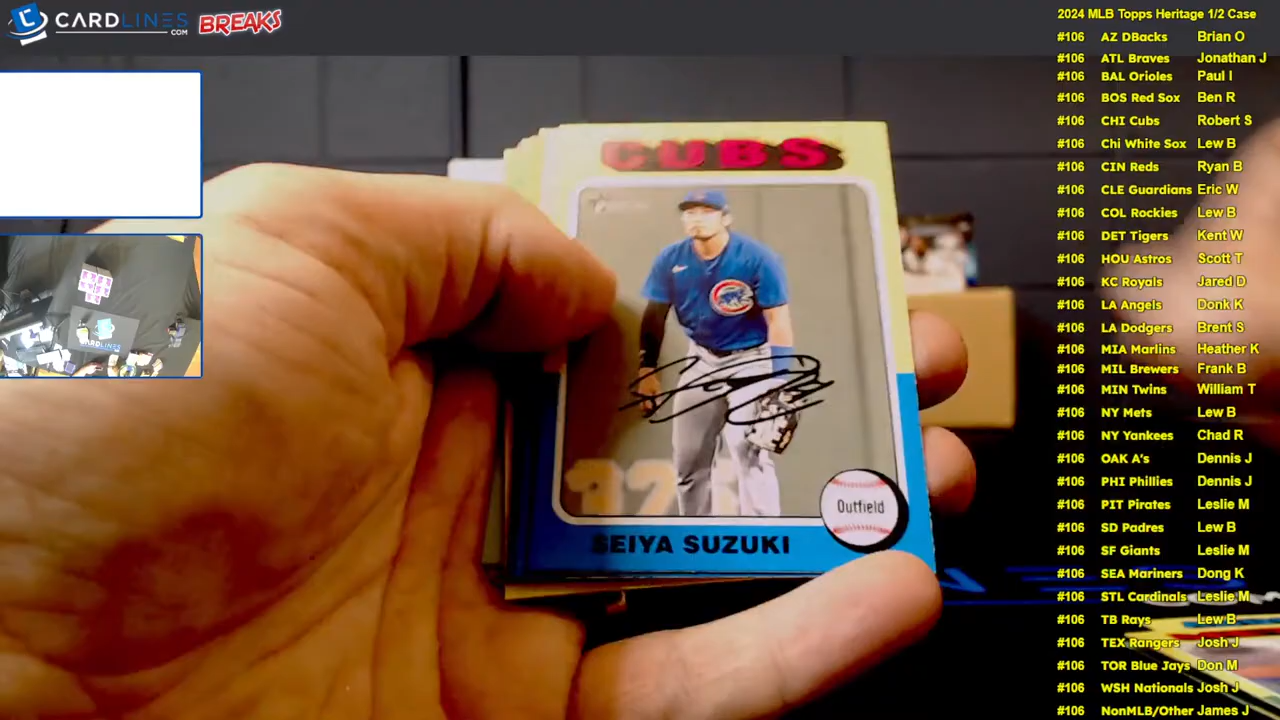 CARDLINES
.COM
BREAKS
2024 MLB Topps Heritage 1/2 Case
#106 AZ DBacks Brian O
#106 ATL Braves Jonathan J
#106 BAL Orioles Paul I
#106 BOS Red Sox Ben R
#106 CHI Cubs Robert S
#106 Chi White Sox Lew B
#106 CIN Reds Ryan B
#106 CLE Guardians Eric W
#106 COL Rockies Lew B
#106 DET Tigers Kent W
#106 HOU Astros Scott T
#106 KC Royals Jared D
#106 LA Angels Donk K
#106 LA Dodgers Brent S
#106 MIA Marlins Heather K
#106 MIL Brewers Frank B
#106 MIN Twins William T
#106 NY Mets Lew B
#106 NY Yankees Chad R
#106 OAK A's Dennis J
#106 PHI Phillies Dennis J
#106 PIT Pirates Leslie M
#106 SD Padres Lew B
#106 SF Giants Leslie M
#106 SEA Mariners Dong K
#106 STL Cardinals Leslie M
#106 TB Rays Lew B
#106 TEX Rangers Josh J
#106 TOR Blue Jays Don M
#106 WSH Nationals Josh J
#106 NonMLB/Other James J
CUBS
Outfield
SEIYA SUZUKI
CARDLINES